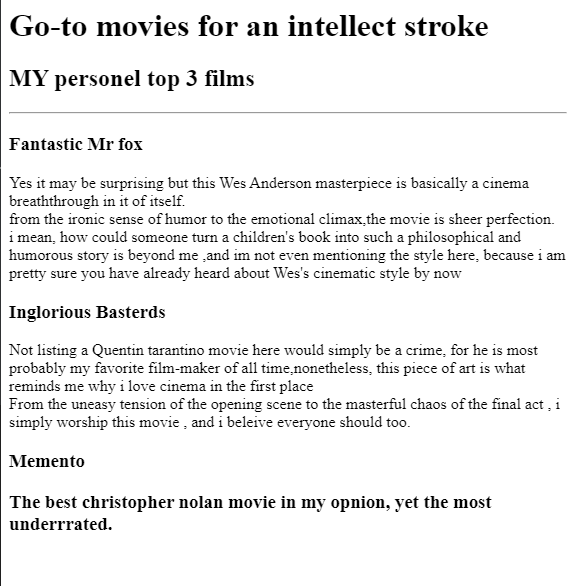 Go-to movies for an intellect stroke
MY personel top 3 films
Fantastic Mr fox
Yes it may be surprising but this Wes Anderson masterpiece is basically a cinema
breaththrough in it of itself.
from the ironic sense of humor to the emotional climax,the movie is sheer perfection.
i mean, how could someone turn a children's book into such a philosophical and
humorous story is beyond me ,and im not even mentioning the style here, because i am
pretty sure you have already heard about Wes's cinematic style by now
Inglorious Basterds
Not listing a Quentin tarantino movie here would simply be a crime, for he is most
probably my favorite film-maker of all time,nonetheless, this piece of art is what
reminds me why i love cinema in the first place
From the uneasy tension of the opening scene to the masterful chaos of the final act , i
simply worship this movie , and i beleive everyone should too.
Memento
The best christopher nolan movie in my opnion, yet the most
underrrated.